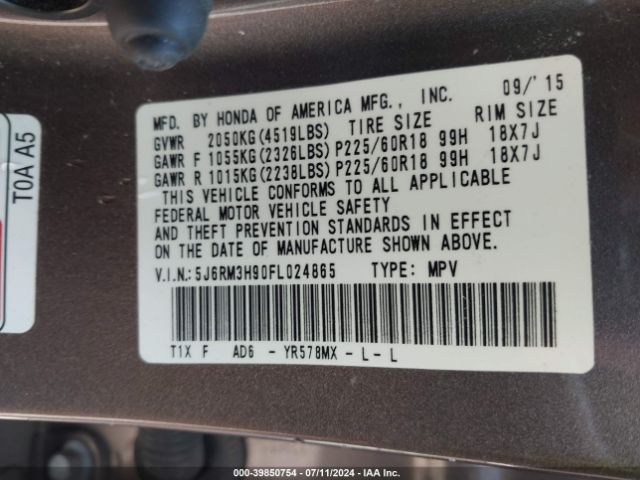 MFD. BY HONDA OF AMERICA MFG., INC. 09/'15
GVWR 2050KG(4519LBS) TIRE SIZE RIM SIZE
GAWR F 1055KG(2326LBS)P225/60R18 99H 18X7J
GAWR R 1015KG(2238LBS)P225/60R18 99H 18X7J
THIS VEHICLE CONFORMS TO ALL APPLICABLE
FEDERAL MOTOR VEHICLE SAFETY
AND THEFT PREVENTION STANDARDS IN EFFECT
ON THE DATE OF MANUFACTURE SHOWN ABOVE.
V.I.N.:5J6RM3H90FL024865 TYPE: MPV
T1X F AD6 - YR578MX - L - L
T0A A5
000-39850754 - 07/11/2024 - IAA Inc.